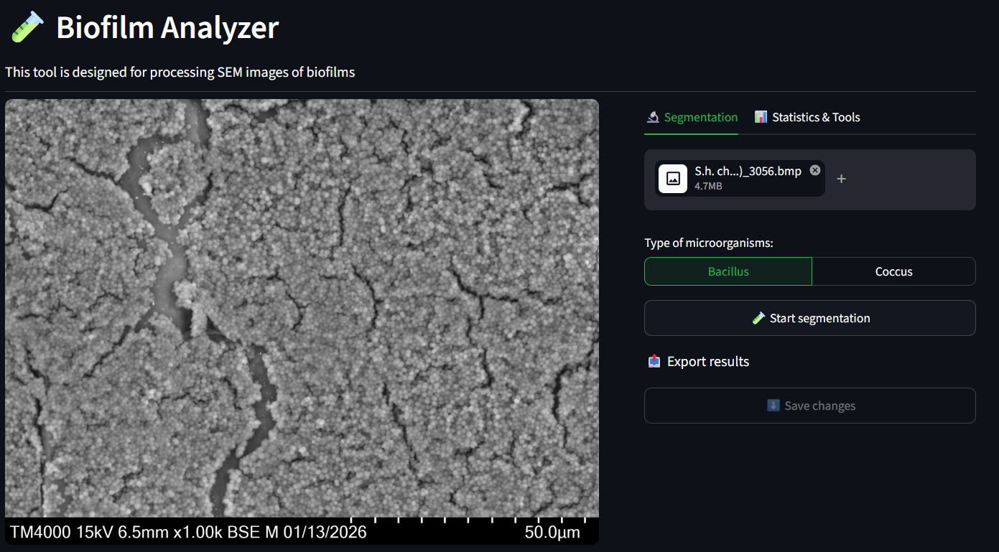 Biofilm Analyzer
This tool is designed for processing SEM images of biofilms
Segmentation
Statistics & Tools
S.h. ch...)_3056.bmp
4.7MB
Type of microorganisms:
Bacillus
Coccus
Start segmentation
Export results
Save changes
TM4000 15kV 6.5mm x1.00k BSE M 01/13/2026
50.0µm